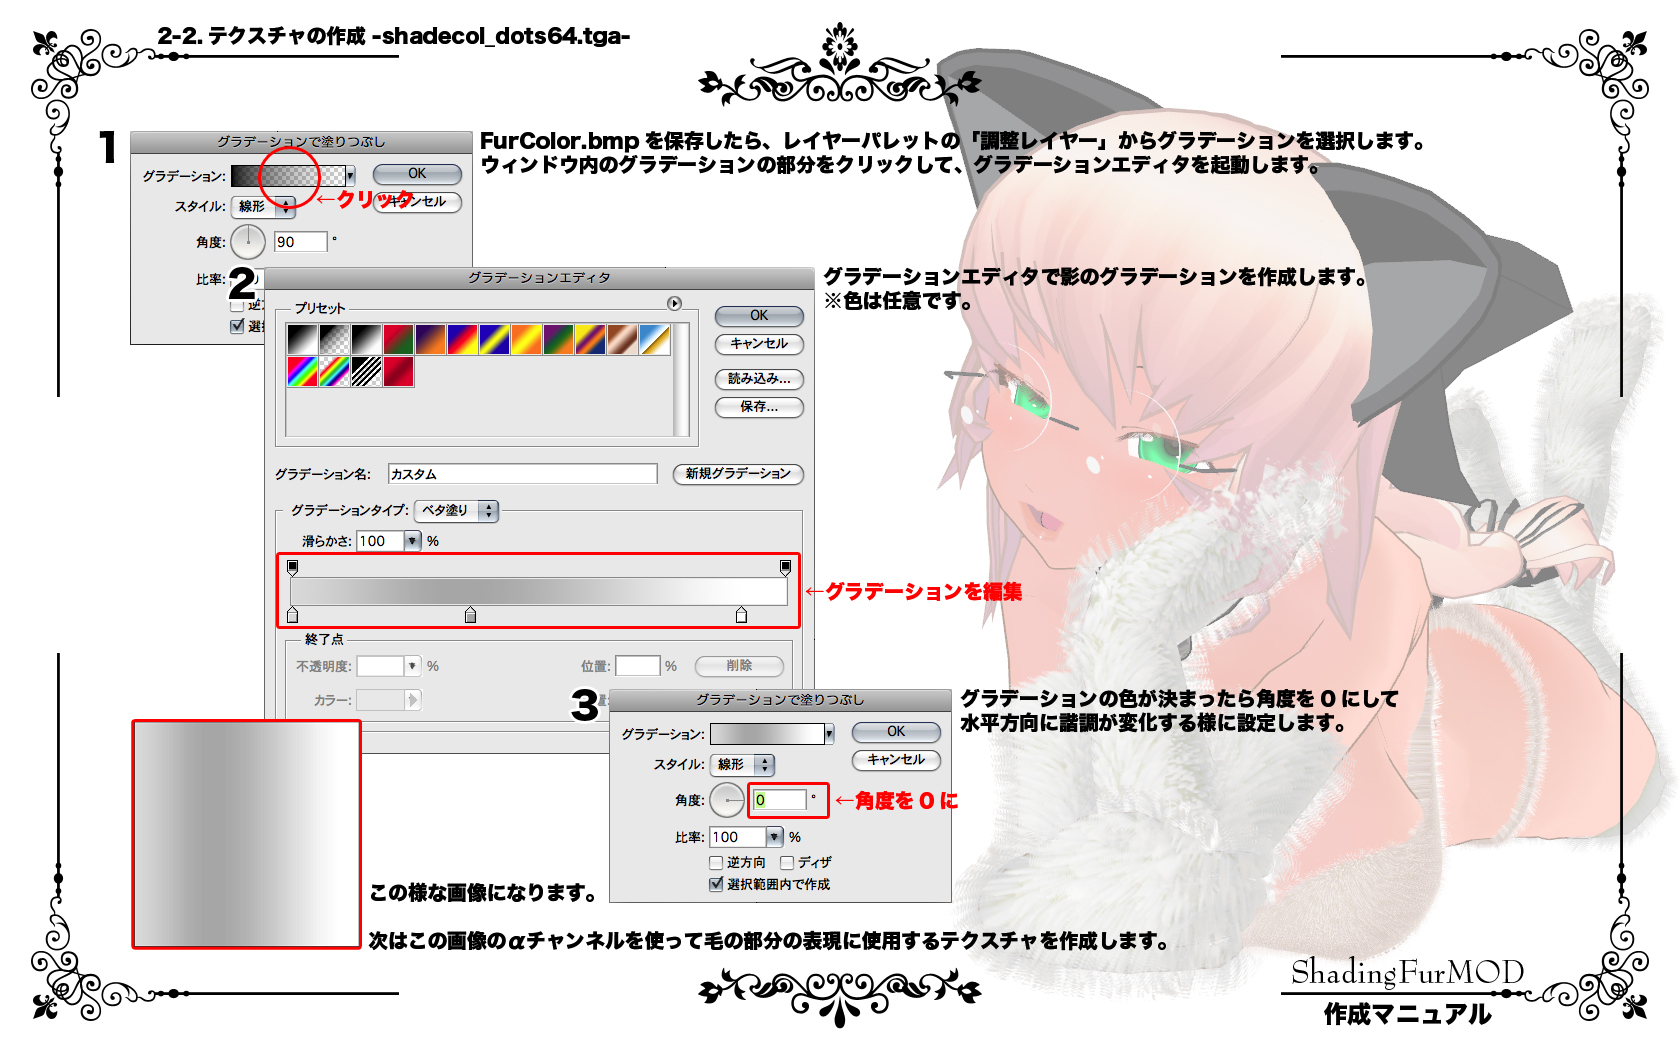 2-2. テクスチャの作成 -shadecol_dots64.tga-
1
グラデーションで塗りつぶし
グラデーション:
OK
←クリック
キャンセル
スタイル: 線形
角度: 90 °
比率:
選択
FurColor.bmp を保存したら、レイヤーパレットの「調整レイヤー」からグラデーションを選択します。
ウィンドウ内のグラデーションの部分をクリックして、グラデーションエディタを起動します。
2
グラデーションエディタ
プリセット
OK
キャンセル
読み込み...
保存...
グラデーション名: カスタム
新規グラデーション
グラデーションタイプ: ベタ塗り
滑らかさ: 100 %
←グラデーションを編集
終了点
不透明度: %
位置: %
削除
カラー:
グラデーションエディタで影のグラデーションを作成します。
※色は任意です。
3
グラデーションで塗りつぶし
グラデーション:
OK
キャンセル
スタイル: 線形
角度: 0 °
←角度を 0 に
比率: 100 %
逆方向 ディザ
選択範囲内で作成
グラデーションの色が決まったら角度を 0 にして
水平方向に諧調が変化する様に設定します。
この様な画像になります。
次はこの画像のαチャンネルを使って毛の部分の表現に使用するテクスチャを作成します。
ShadingFurMOD
作成マニュアル